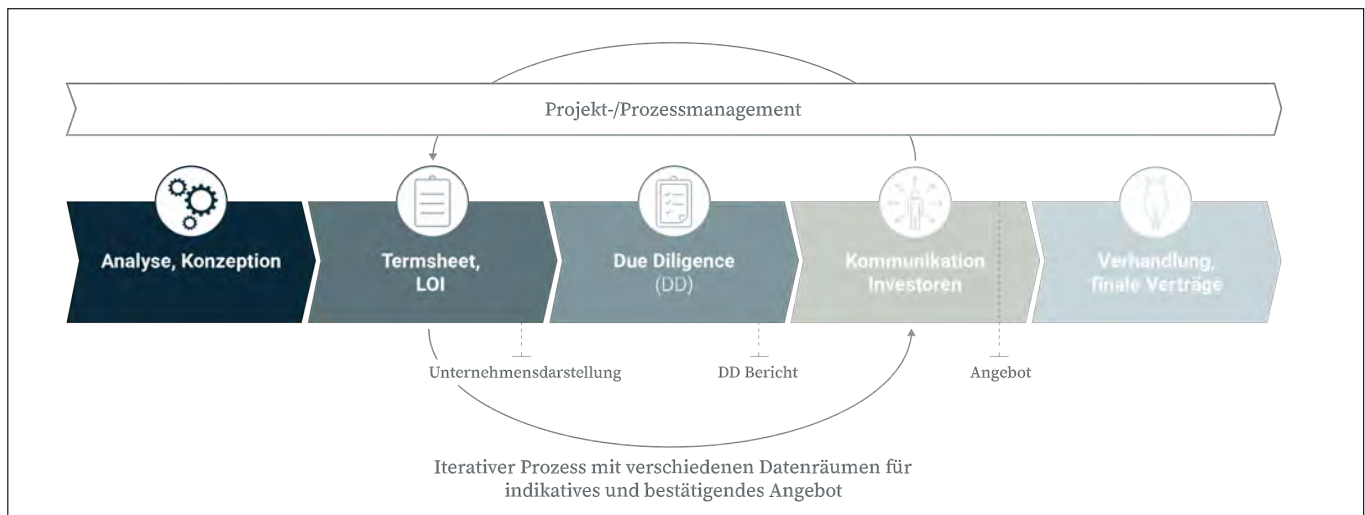 Projekt-/Prozessmanagement
Analyse, Konzeption
Termsheet,
LOI
Due Diligence
(DD)
Kommunikation
Investoren
Verhandlung,
finale Verträge
Unternehmensdarstellung
DD Bericht
Angebot
Iterativer Prozess mit verschiedenen Datenräumen für
indikatives und bestätigendes Angebot